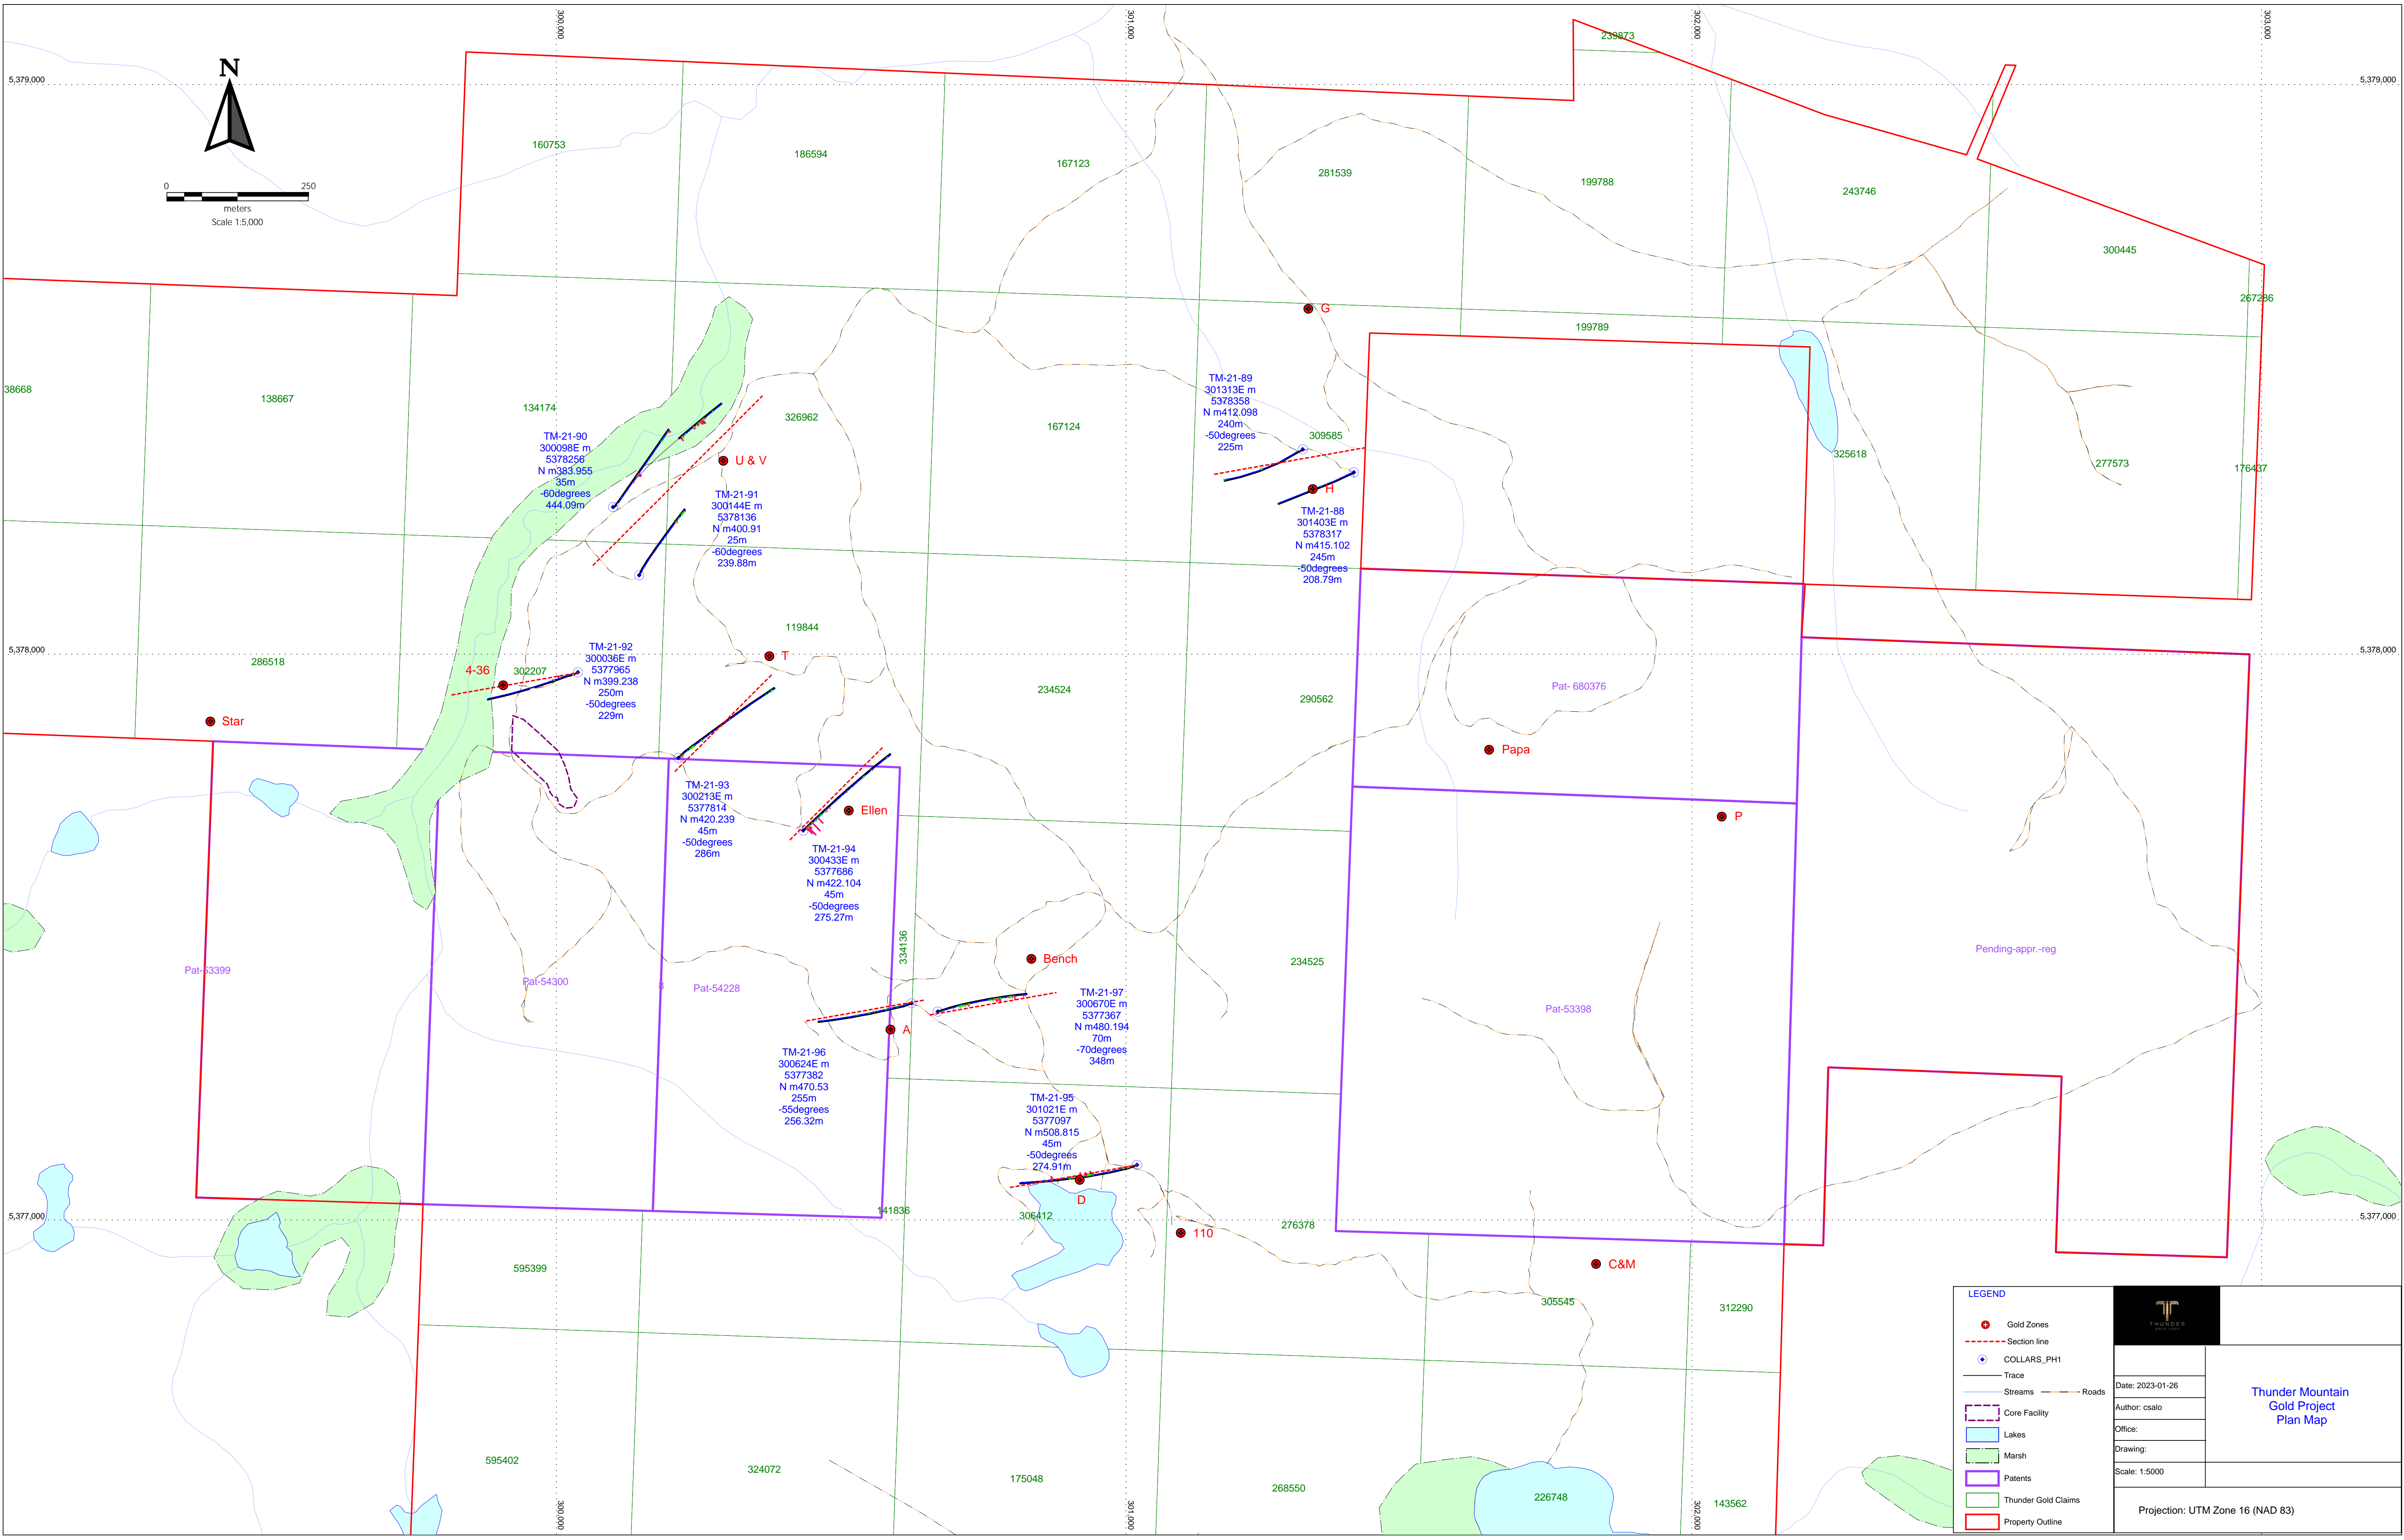 300,000
301,000
302,000
303,000
5,379,000
5,379,000
N
0 250
meters
Scale 1:5,000
239873
160753
186594
167123
281539
199788
243746
300445
267286
G
199789
38668
138667
134174
326962
167124
309585
325618
277573
176437
TM-21-89
301313E m
5378358
N m412.098
240m
-50degrees
225m
TM-21-90
300098E m
5378256
N m383.955
35m
-60degrees
444.09m
U & V
TM-21-91
300144E m
5378136
N m400.91
25m
-60degrees
239.88m
H
TM-21-88
301403E m
5378317
N m415.102
245m
-50degrees
208.79m
119844
5,378,000
5,378,000
T
286518
4-36
302207
TM-21-92
300036E m
5377965
N m399.238
250m
-50degrees
229m
Star
234524
290562
Pat- 680376
Papa
P
TM-21-93
300213E m
5377814
N m420.239
45m
-50degrees
286m
Ellen
TM-21-94
300433E m
5377686
N m422.104
45m
-50degrees
275.27m
334136
Bench
234525
Pending-appr.-reg
Pat-53399
Pat-54300
Pat-54228
Pat-53398
A
TM-21-97
300670E m
5377367
N m480.194
70m
-70degrees
348m
TM-21-96
300624E m
5377382
N m470.53
255m
-55degrees
256.32m
TM-21-95
301021E m
5377097
N m508.815
45m
-50degrees
274.91m
D
5,377,000
5,377,000
141836
306412
276378
110
C&M
595399
305545
312290
595402
324072
175048
268550
226748
143562
300,000
301,000
302,000
LEGEND
Gold Zones
Section line
COLLARS_PH1
Trace
Streams
Roads
Core Facility
Lakes
Marsh
Patents
Thunder Gold Claims
Property Outline
THUNDER
GOLD CORP
Date: 2023-01-26
Author: csalo
Office:
Drawing:
Scale: 1:5000
Thunder Mountain
Gold Project
Plan Map
Projection: UTM Zone 16 (NAD 83)